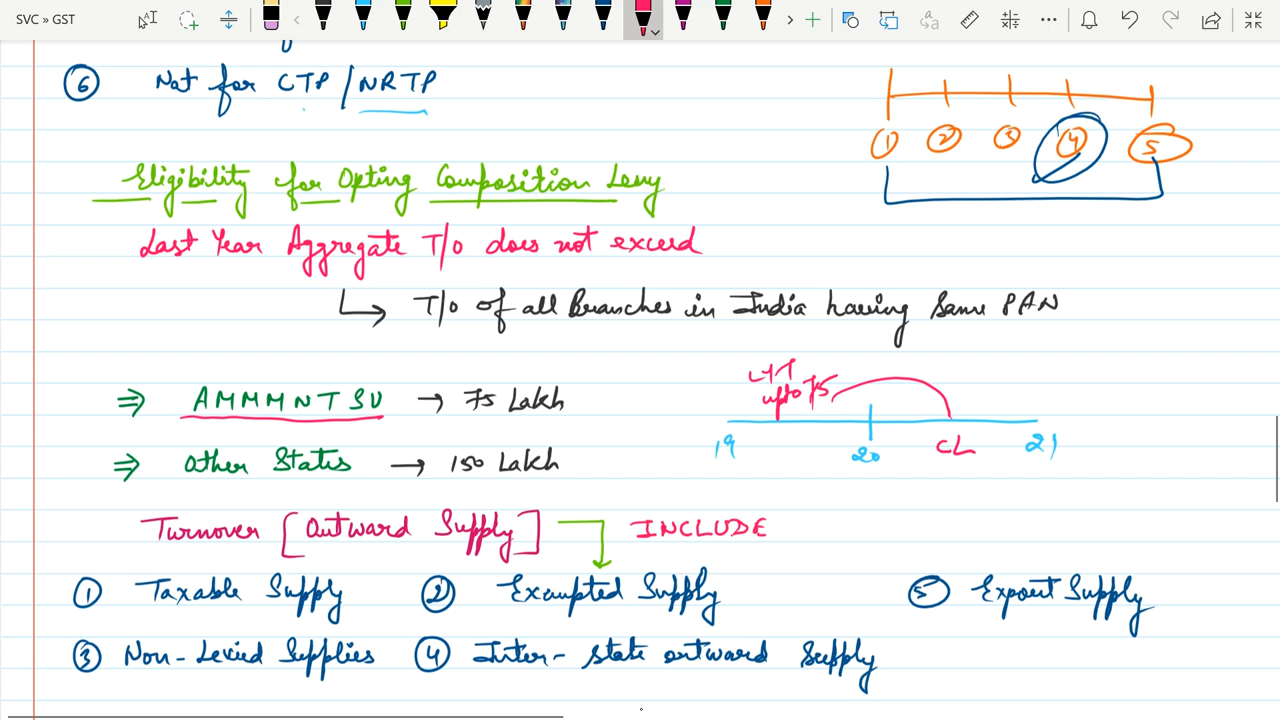 SVC » GST
⑥ Not for CTP / NRTP
① ② ③ ④ ⑤
Eligibility for Opting Composition Levy
Last Year Aggregate T/O does not exceed
↳ T/O of all Branches in India having same PAN
⇒ AMMMNTSU → 75 Lakh
upto 75
19 20 CL 21
⇒ Other States → 150 Lakh
Turnover [Outward Supply] INCLUDE
① Taxable Supply ② Exempted Supply ⑤ Export Supply
③ Non-Levied Supplies ④ Inter-state outward Supply